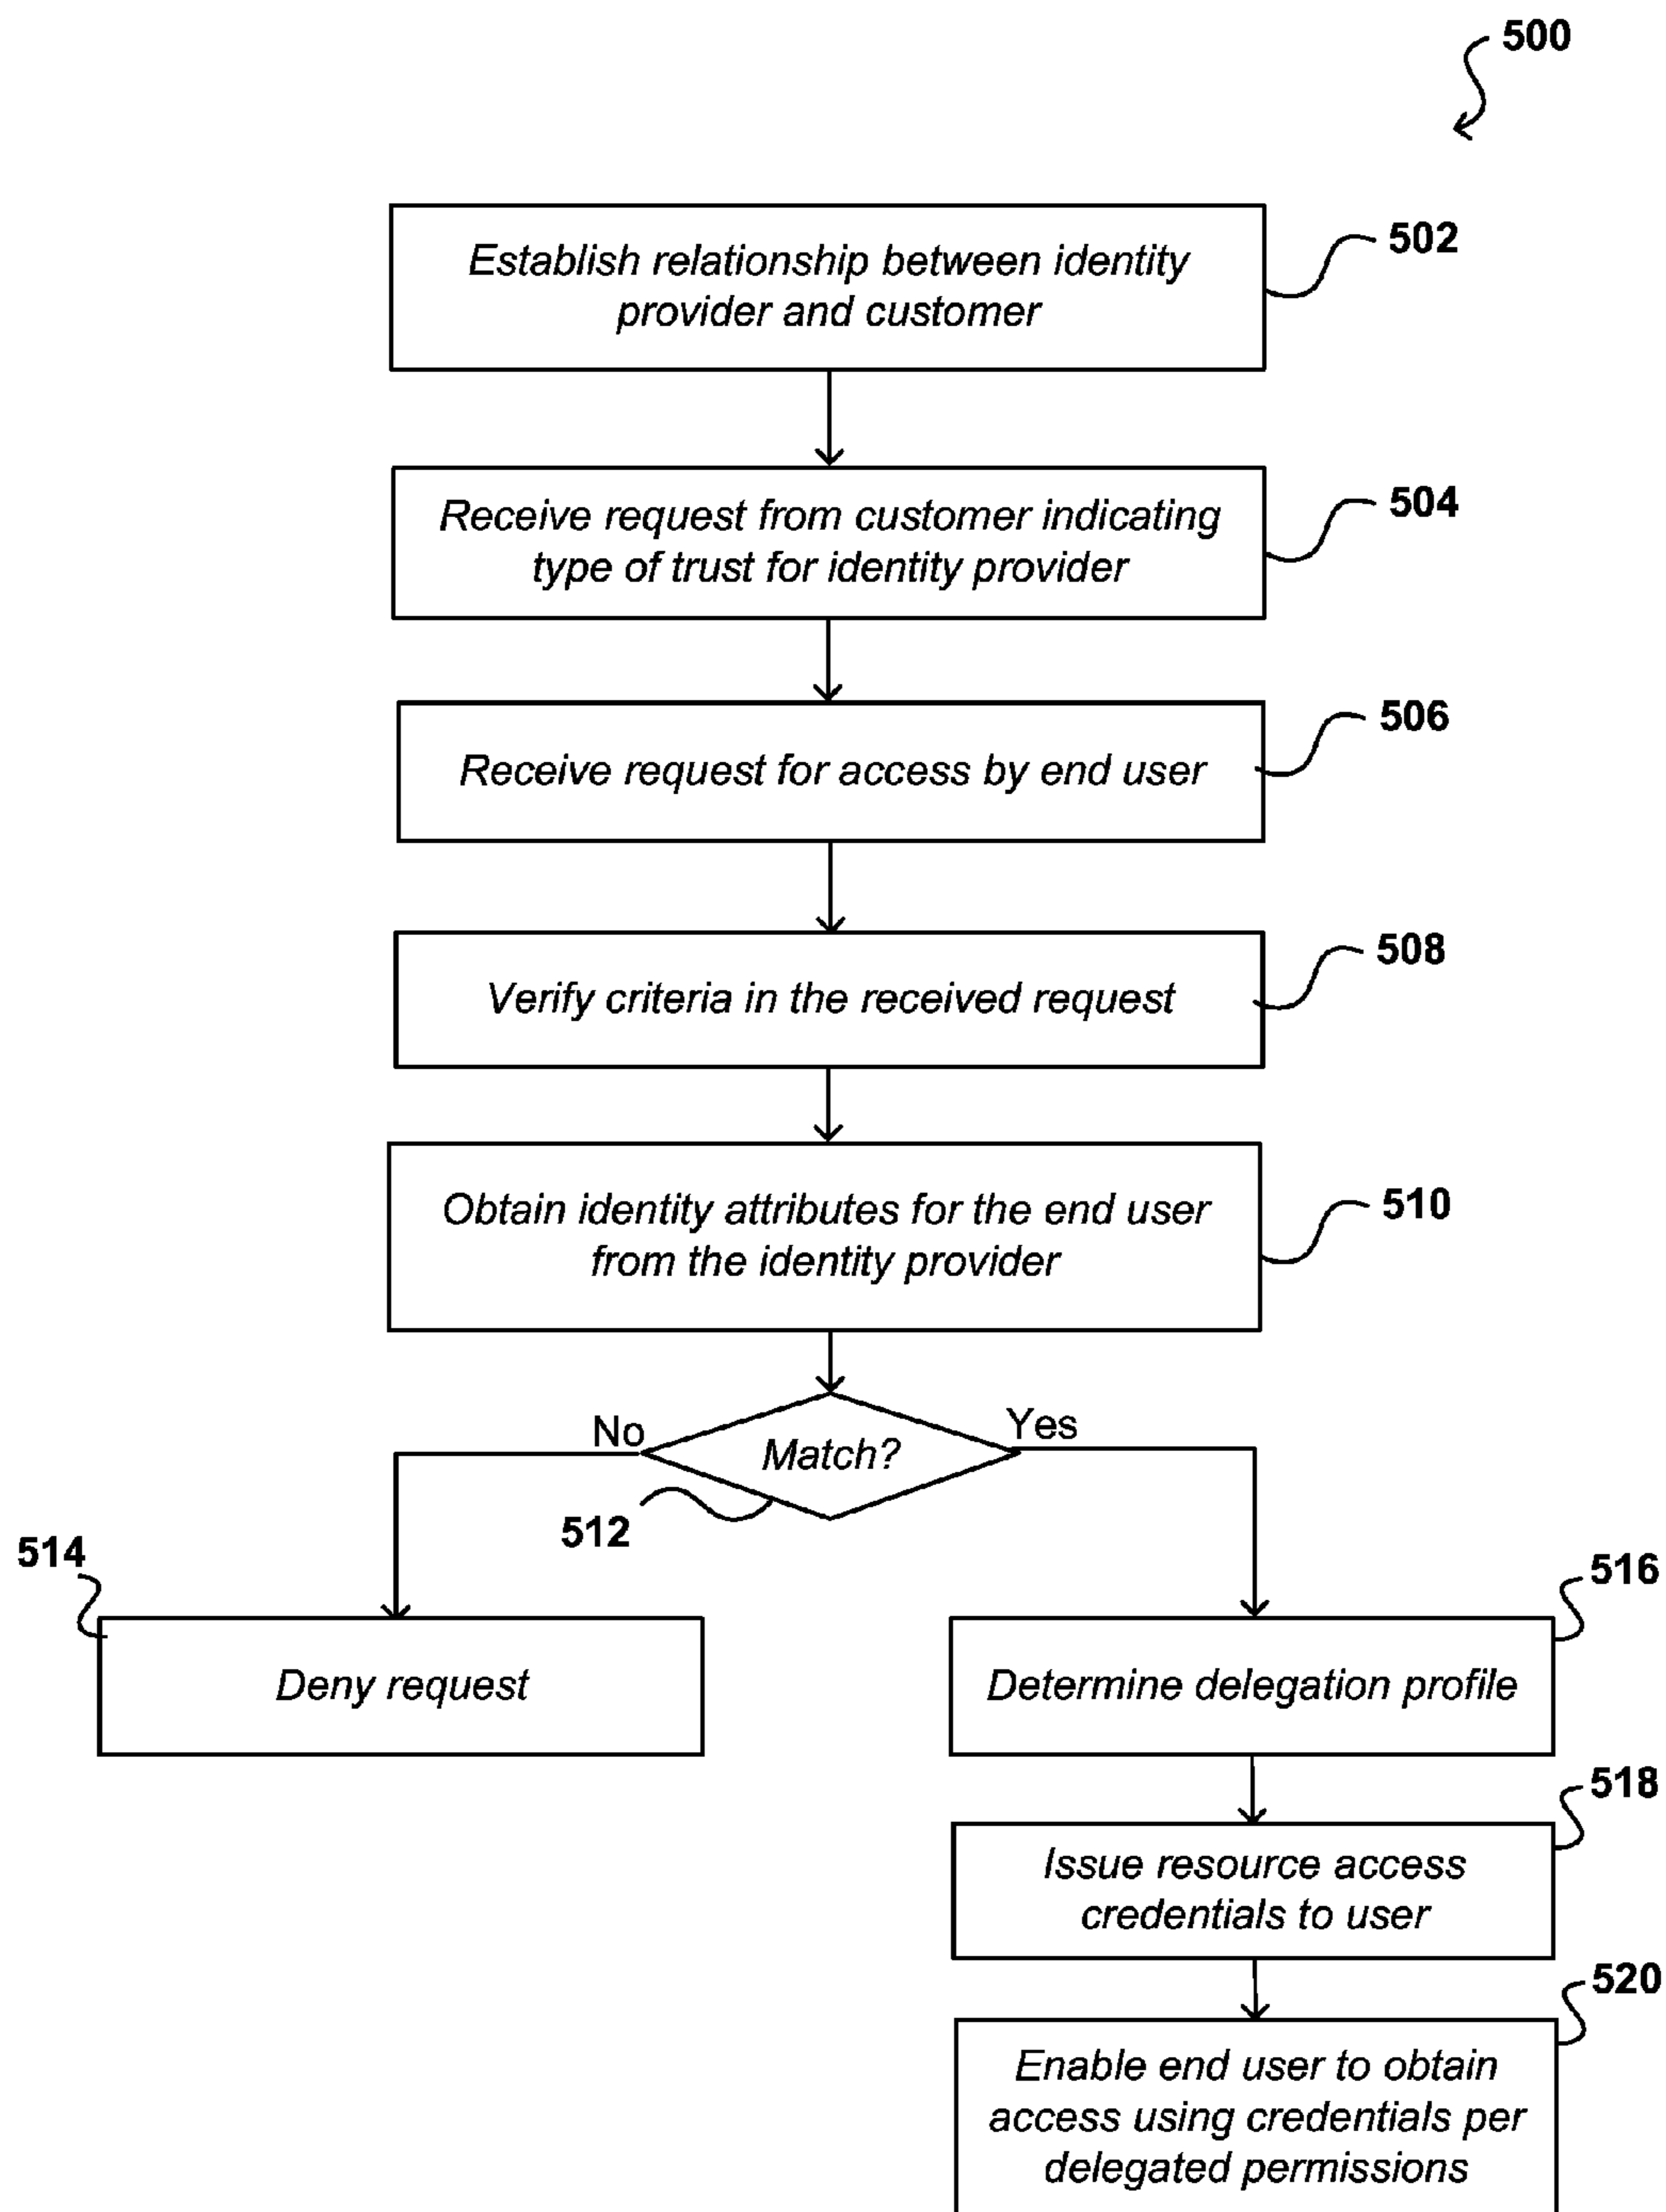 500
Establish relationship between identity
provider and customer
502
Receive request from customer indicating
type of trust for identity provider
504
Receive request for access by end user
506
Verify criteria in the received request
508
Obtain identity attributes for the end user
from the identity provider
510
No
Match?
Yes
512
514
Deny request
516
Determine delegation profile
518
Issue resource access
credentials to user
520
Enable end user to obtain
access using credentials per
delegated permissions